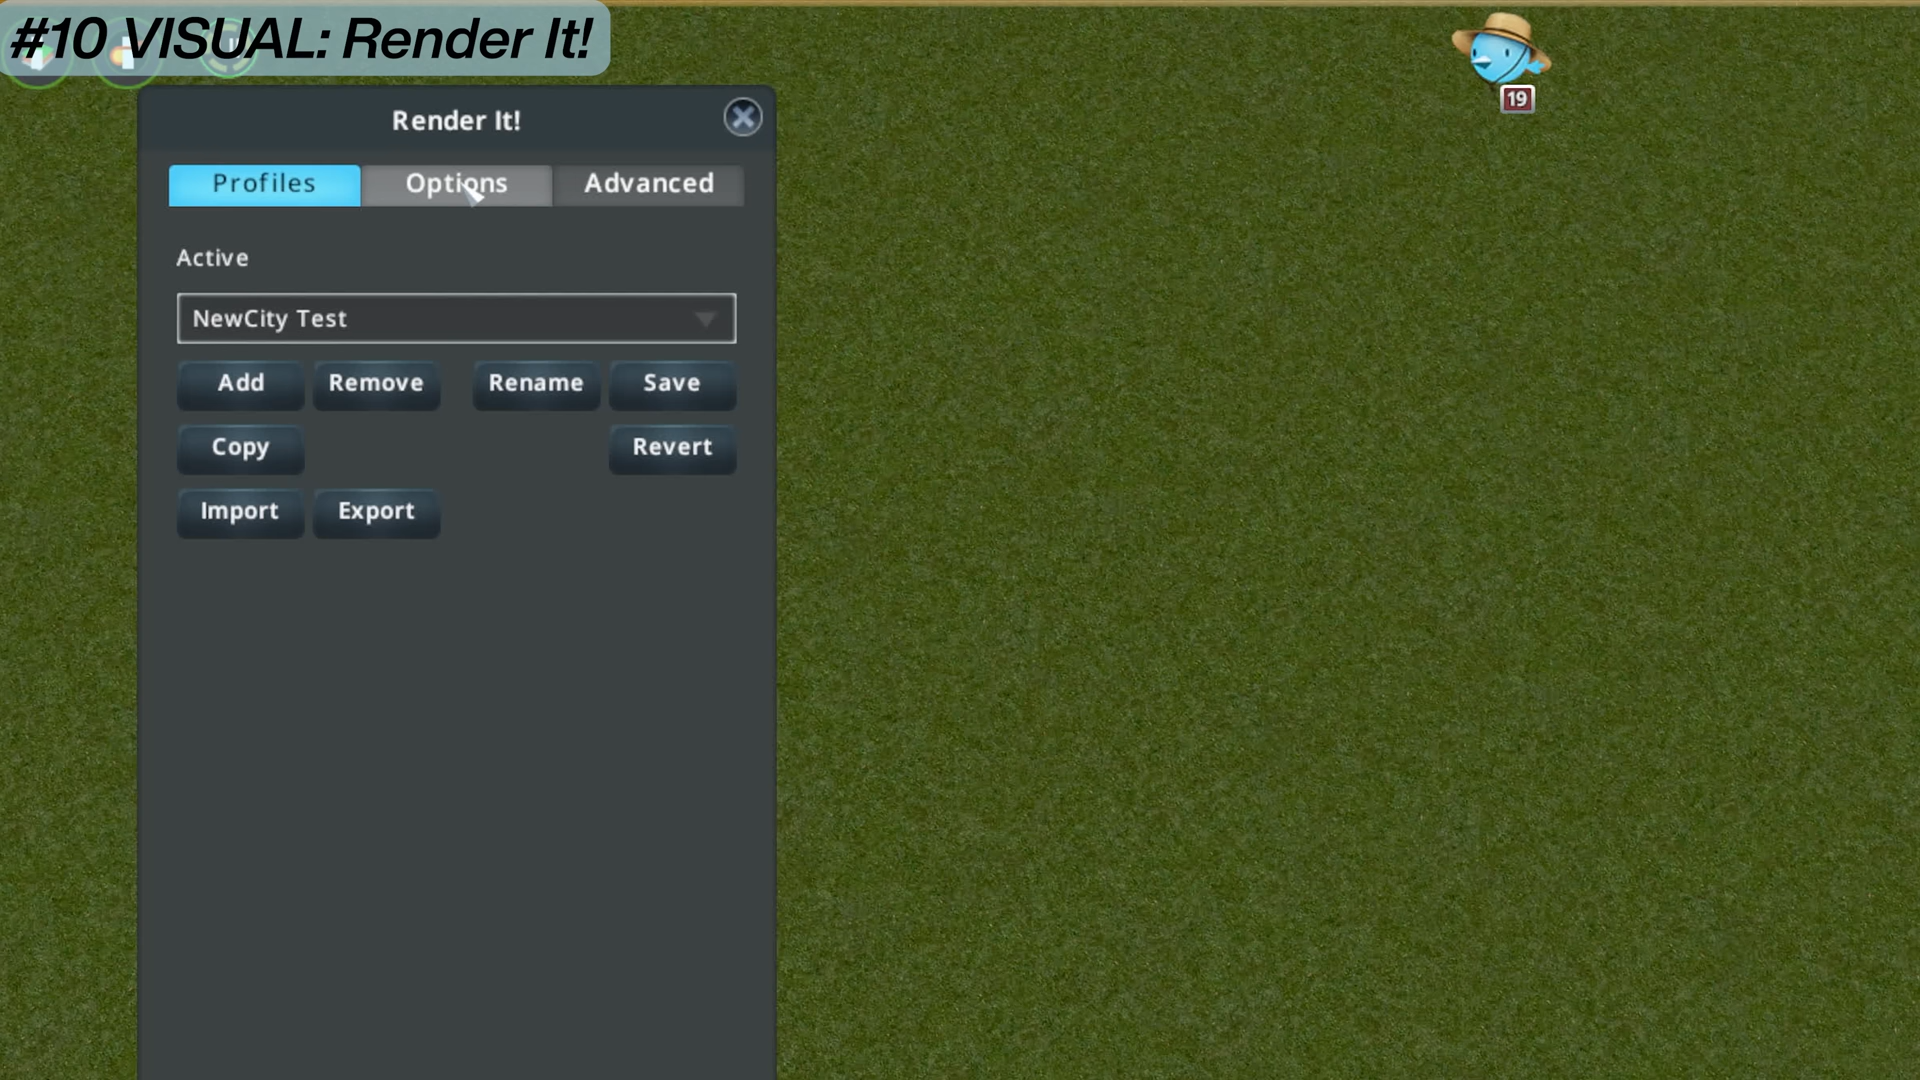 #10 VISUAL: Render It!
19
Render It!
Profiles
Options
Advanced
Active
NewCity Test
Add
Remove
Rename
Save
Copy
Revert
Import
Export